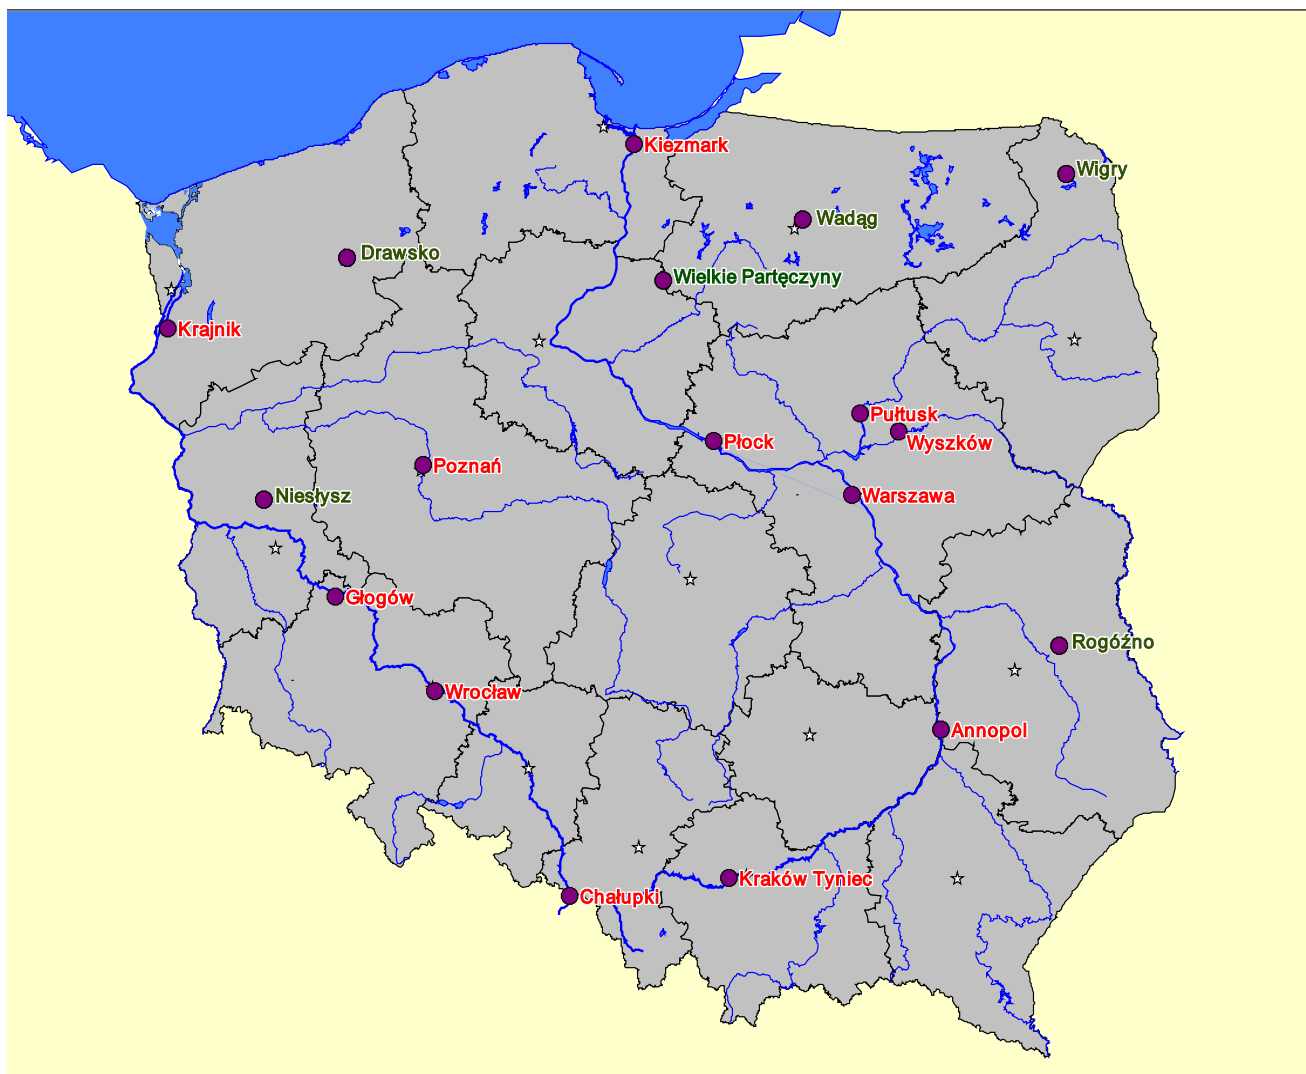 Kiezmark
Wigry
Wadąg
Drawsko
Wielkie Partęczyny
Krajnik
Pułtusk
Płock
Wyszków
Poznań
Niesłysz
Warszawa
Głogów
Rogóźno
Wrocław
Annopol
Kraków Tyniec
Chałupki